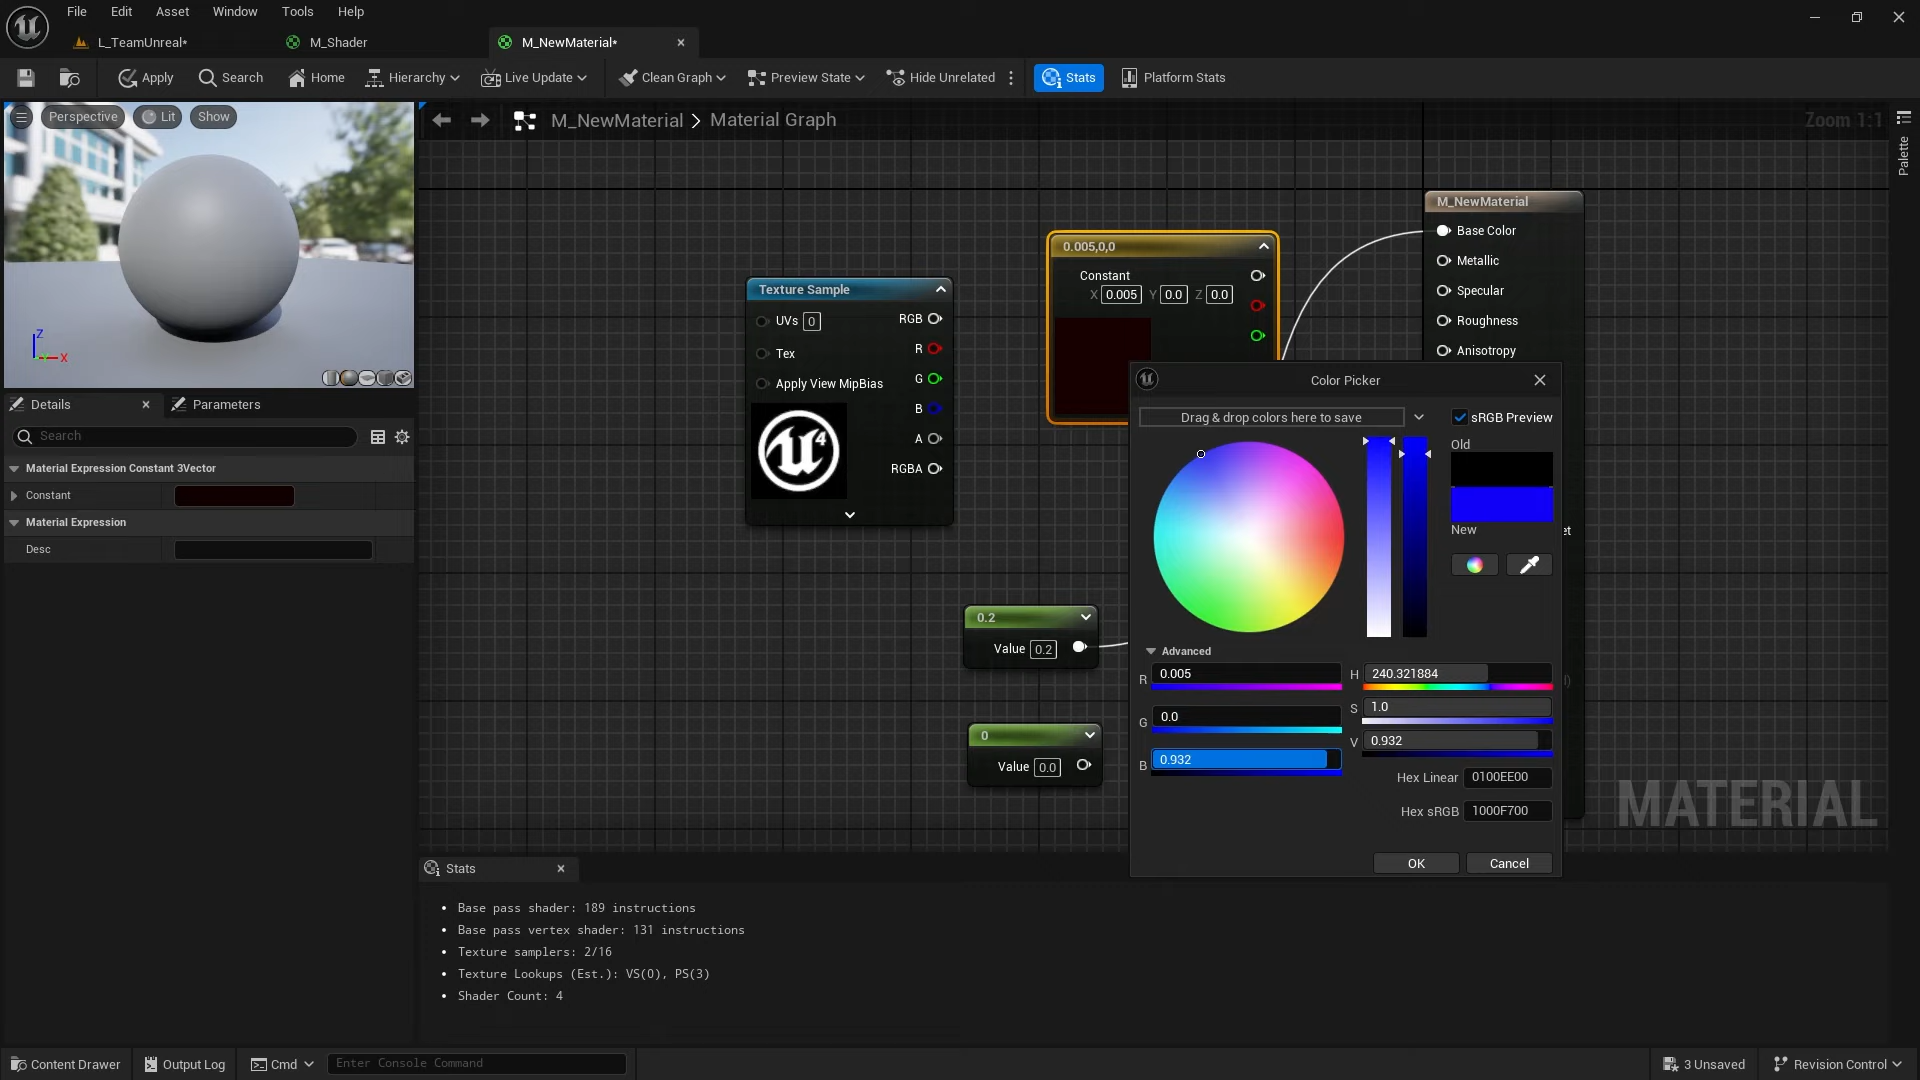 File Edit Asset Window Tools Help
L_TeamUnreal*
M_Shader
M_NewMaterial*
Apply Search Home Hierarchy Live Update Clean Graph Preview State Hide Unrelated Stats Platform Stats
Perspective Lit Show
M_NewMaterial > Material Graph
Zoom 1:1
Palette
Z
X
Details
Parameters
Search
Material Expression Constant 3Vector
Constant
Material Expression
Desc
Texture Sample
UVs 0
Tex
Apply View MipBias
RGB
R
G
B
A
RGBA
4
0.005,0,0
Constant
X 0.005 Y 0.0 Z 0.0
M_NewMaterial
Base Color
Metallic
Specular
Roughness
Anisotropy
0.2
Value 0.2
0
Value 0.0
Color Picker
Drag & drop colors here to save
sRGB Preview
Old
New
et
Advanced
R 0.005
G 0.0
B 0.932
H 240.321884
S 1.0
V 0.932
Hex Linear 0100EE00
Hex sRGB 1000F700
OK Cancel
MATERIAL
Stats
• Base pass shader: 189 instructions
• Base pass vertex shader: 131 instructions
• Texture samplers: 2/16
• Texture Lookups (Est.): VS(0), PS(3)
• Shader Count: 4
Content Drawer Output Log Cmd Enter Console Command
3 Unsaved Revision Control